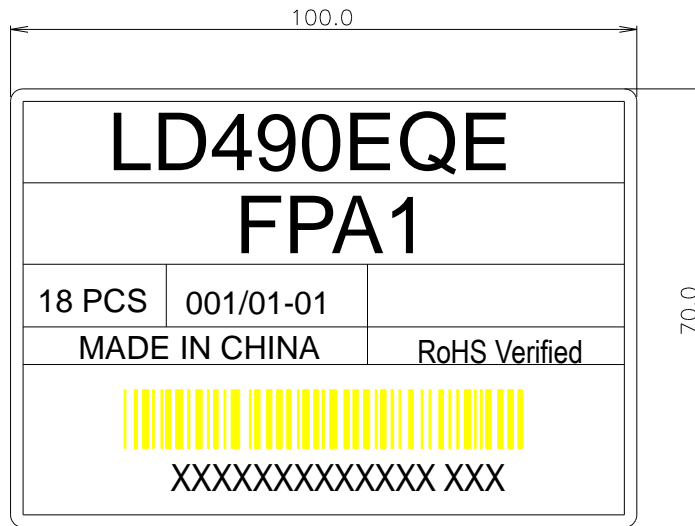 100.0
LD490EQE
FPA1
18 PCS 001/01-01
70.0
MADE IN CHINA RoHS Verified
XXXXXXXXXXXXX XXX